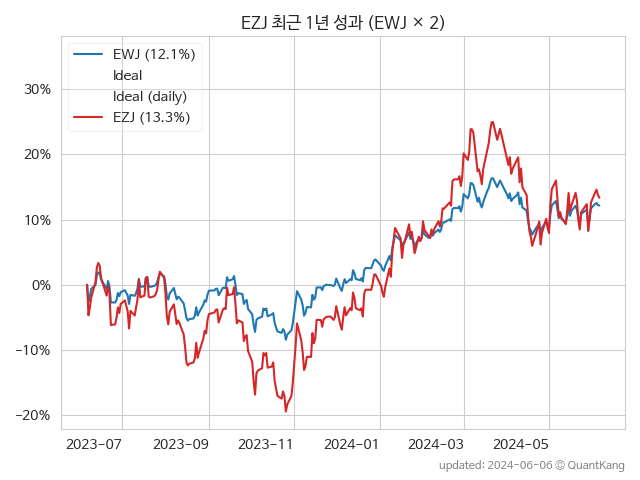 EZJ 최근 1년 성과 (EWJ × 2)
EWJ (12.1%)
Ideal
Ideal (daily)
EZJ (13.3%)
30%
20%
10%
0%
−10%
−20%
2023-07 2023-09 2023-11 2024-01 2024-03 2024-05
updated: 2024-06-06 © QuantKang